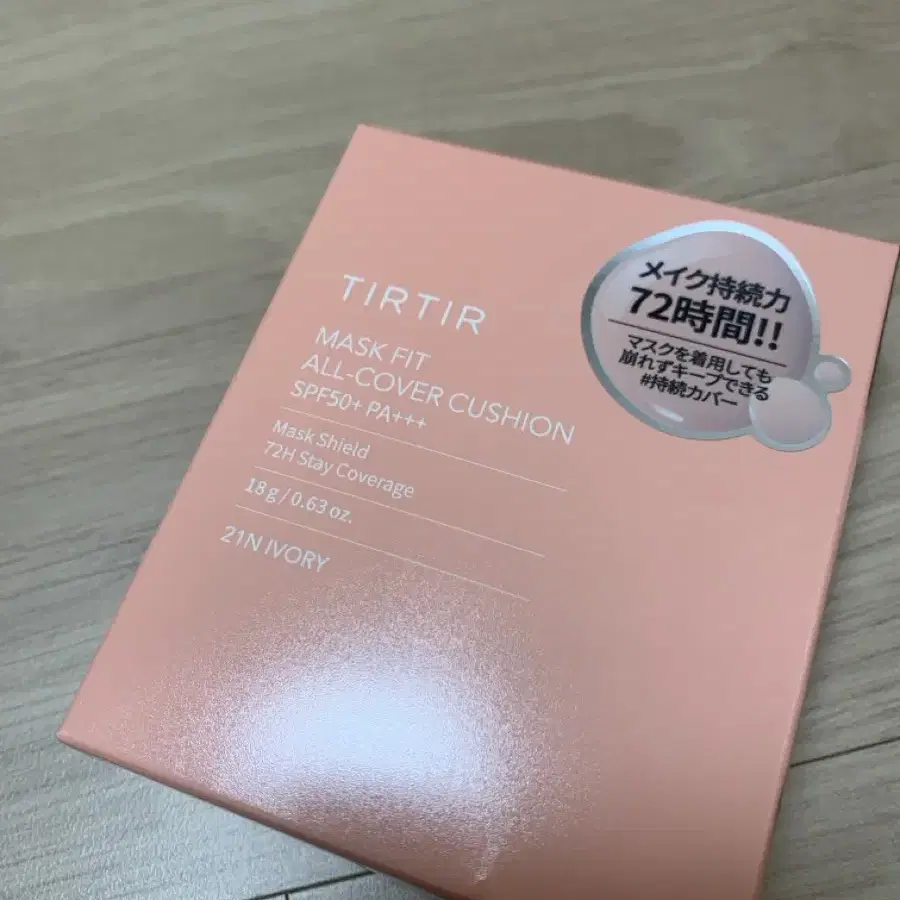 TIRTIR
MASK FIT
ALL-COVER CUSHION
SPF50+ PA+++
Mask Shield
72H Stay Coverage
18g / 0.63 oz.
21N IVORY
メイク持続力
72時間!!
マスクを着用しても
崩れずキープできる
#持続カバー